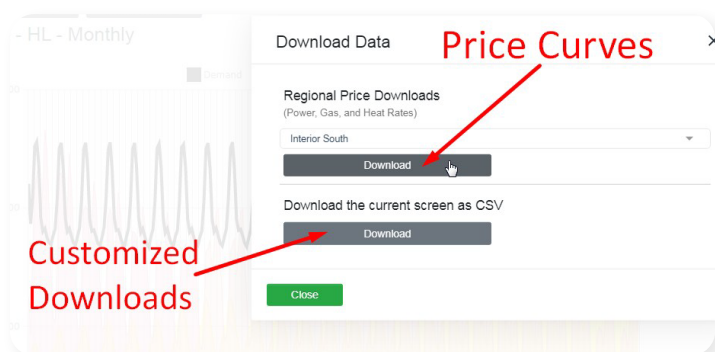 - HL - Monthly
Demand
Download Data
Price Curves
Regional Price Downloads
(Power, Gas, and Heat Rates)
Interior South
Download
Download the current screen as CSV
Download
Customized
Downloads
Close